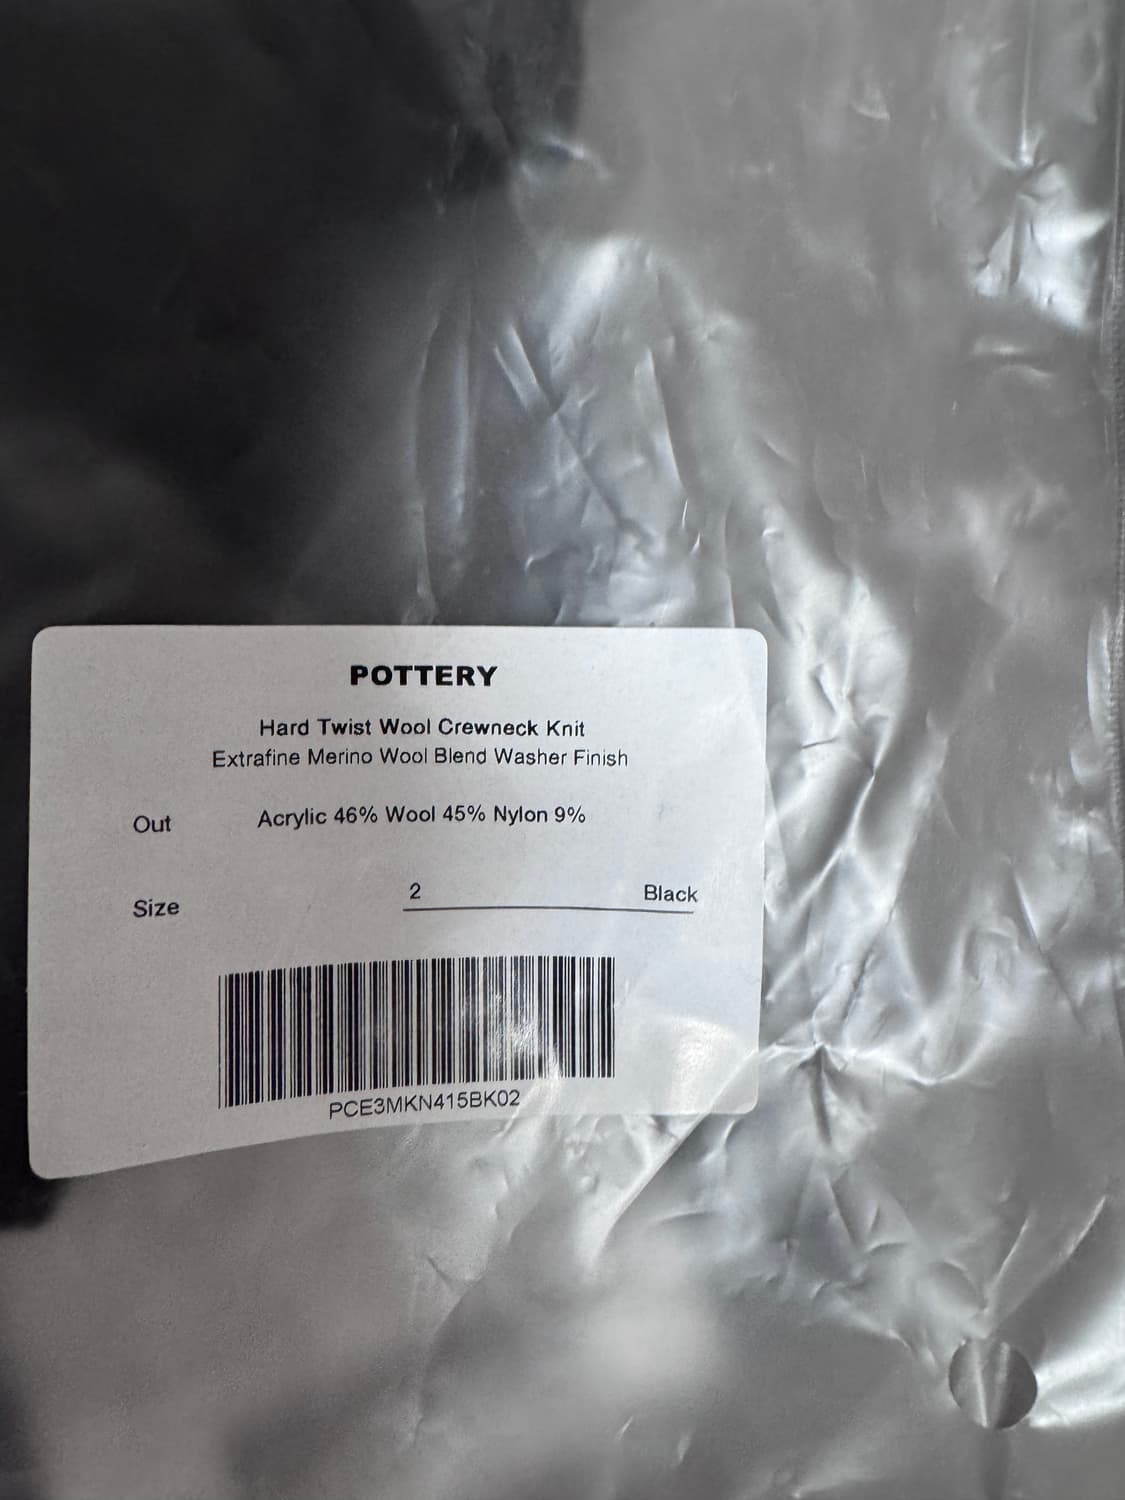 POTTERY
Hard Twist Wool Crewneck Knit
Extrafine Merino Wool Blend Washer Finish
Out Acrylic 46% Wool 45% Nylon 9%
Size 2 Black
PCE3MKN415BK02